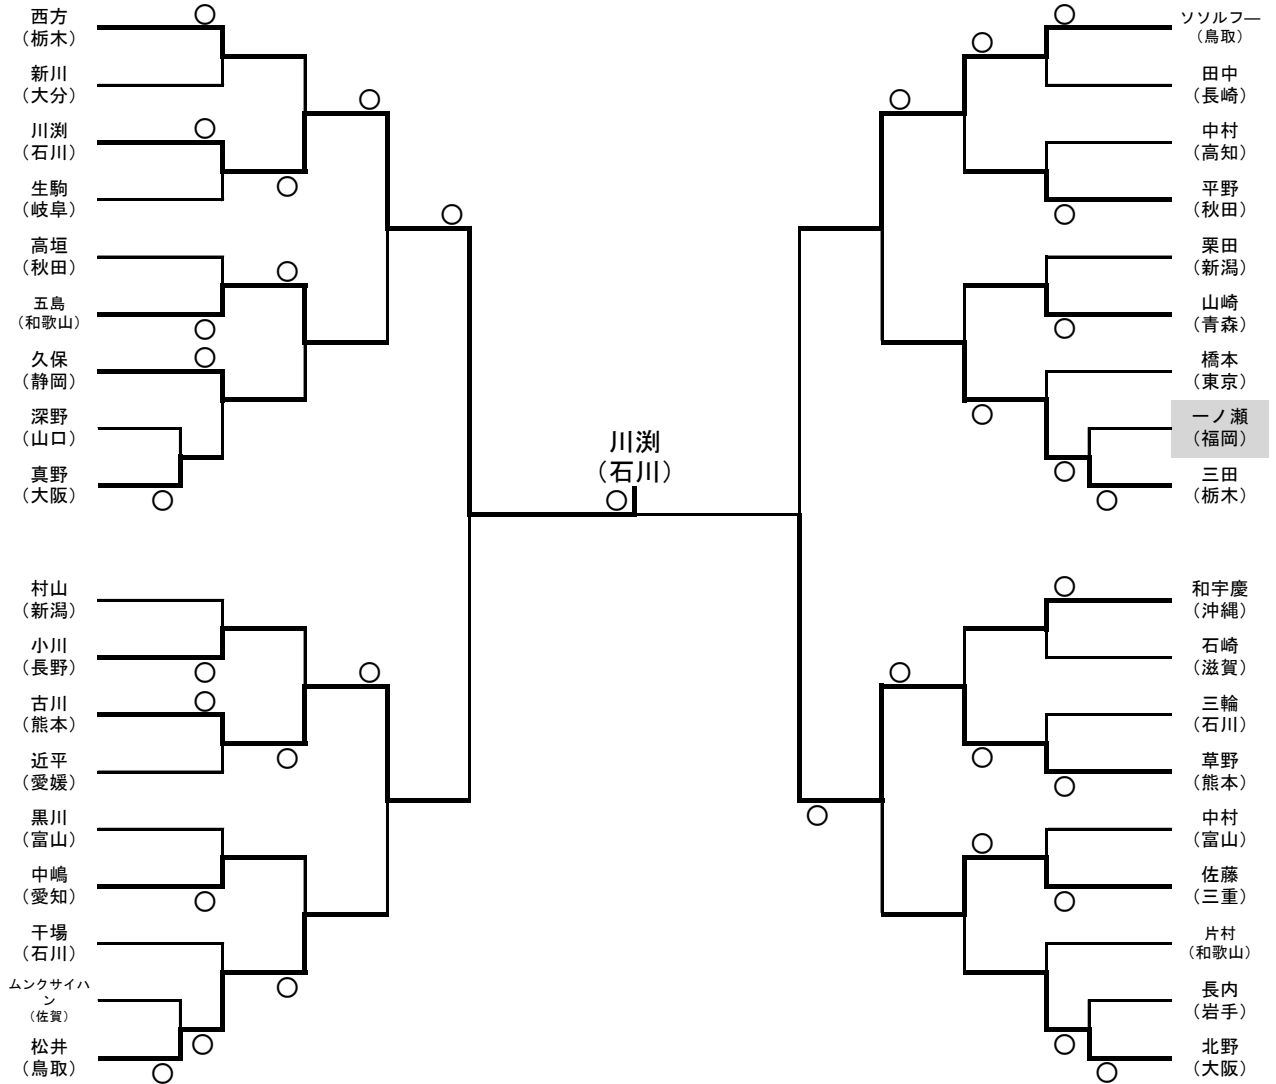 西方
（栃木）
新川
（大分）
川渕
（石川）
生駒
（岐阜）
高垣
（秋田）
五島
（和歌山）
久保
（静岡）
深野
（山口）
真野
（大阪）
村山
（新潟）
小川
（長野）
古川
（熊本）
近平
（愛媛）
黒川
（富山）
中嶋
（愛知）
干場
（石川）
ムンクサイハ
ン
（佐賀）
松井
（鳥取）
川渕
（石川）
ソソルフ―
（鳥取）
田中
（長崎）
中村
（高知）
平野
（秋田）
栗田
（新潟）
山崎
（青森）
橋本
（東京）
一ノ瀬
（福岡）
三田
（栃木）
和宇慶
（沖縄）
石崎
（滋賀）
三輪
（石川）
草野
（熊本）
中村
（富山）
佐藤
（三重）
片村
（和歌山）
長内
（岩手）
北野
（大阪）